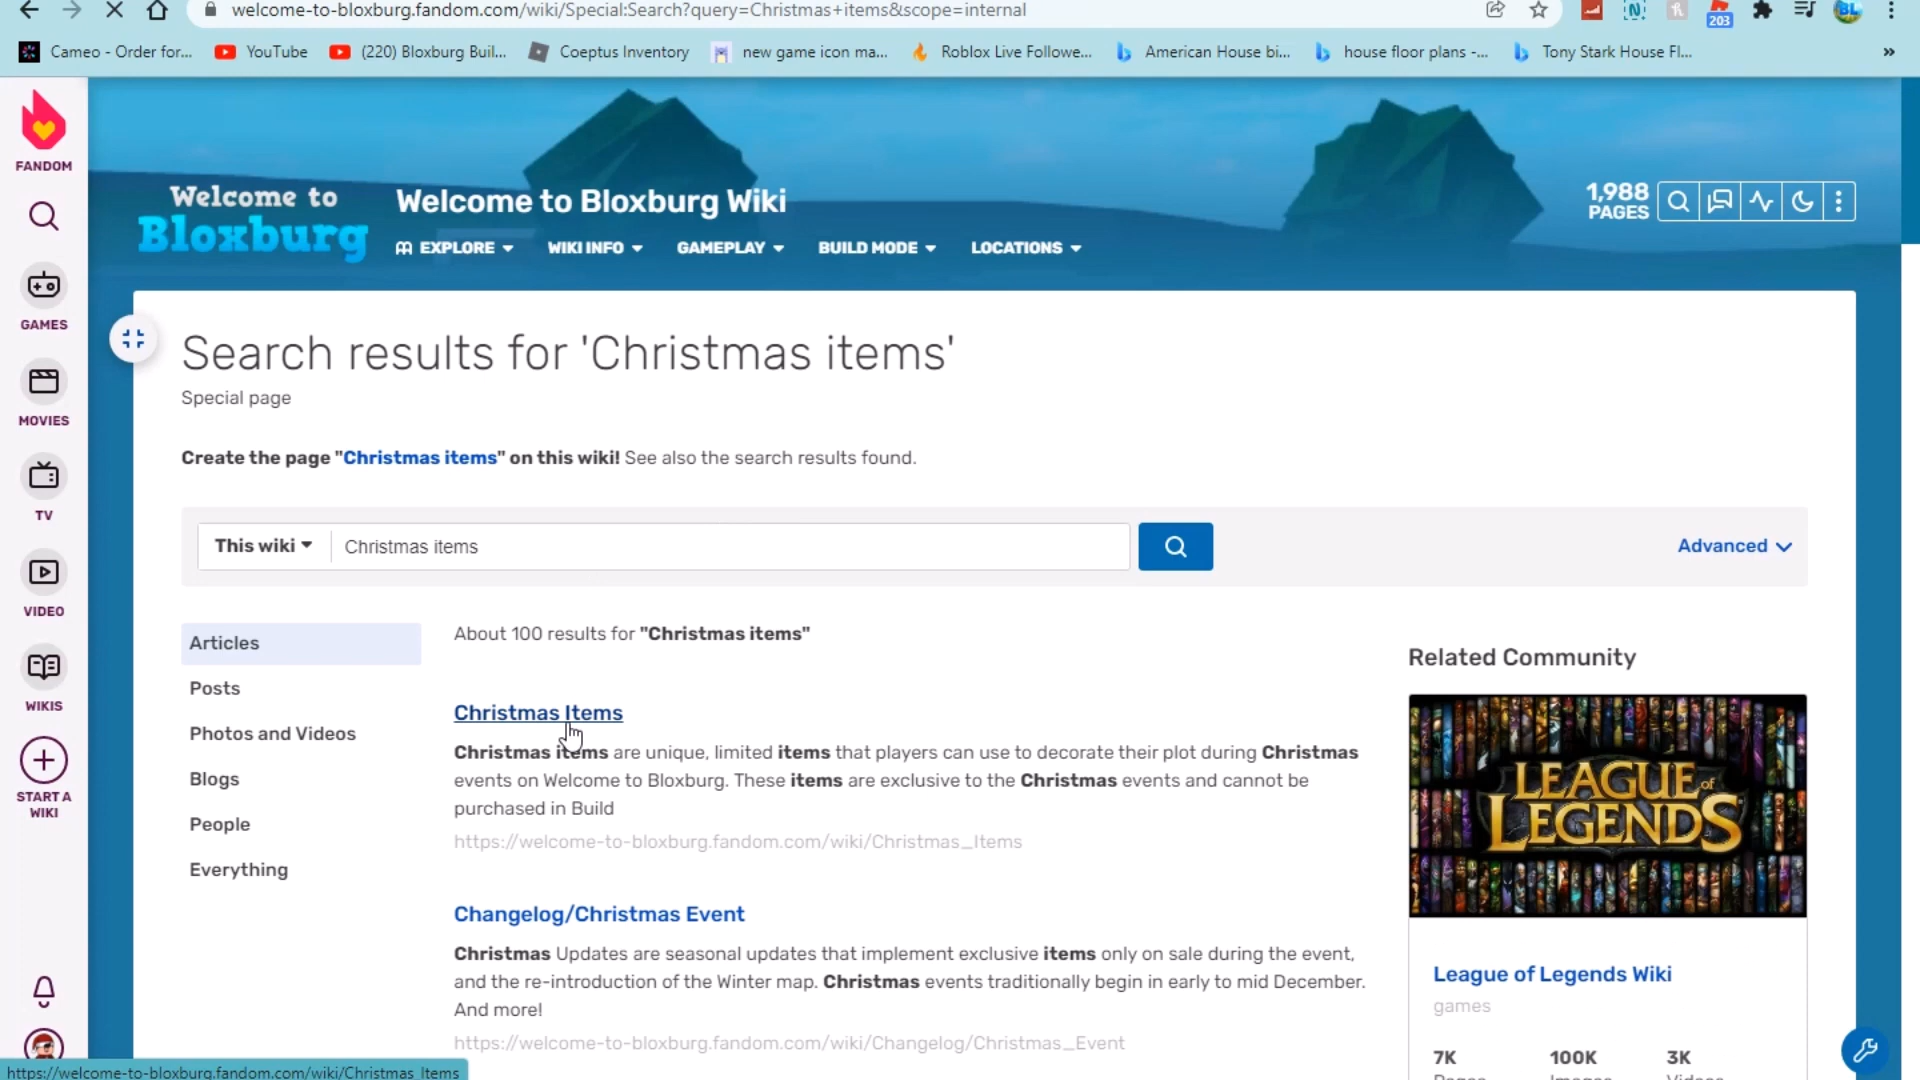 welcome-to-bloxburg.fandom.com/wiki/Special:Search?query=Christmas+items&scope=internal
203
BL
Cameo - Order for...
YouTube
(220) Bloxburg Buil...
Coeptus Inventory
new game icon ma...
Roblox Live Followe...
American House bi...
house floor plans -...
Tony Stark House Fl...
»
FANDOM
GAMES
MOVIES
TV
VIDEO
WIKIS
START A
WIKI
Welcome to
Bloxburg
Welcome to Bloxburg Wiki
EXPLORE
WIKI INFO
GAMEPLAY
BUILD MODE
LOCATIONS
1,988
PAGES
Search results for 'Christmas items'
Special page
Create the page "Christmas items" on this wiki! See also the search results found.
This wiki
Christmas items
Advanced
Articles
Posts
Photos and Videos
Blogs
People
Everything
About 100 results for "Christmas items"
Christmas Items
Christmas items are unique, limited items that players can use to decorate their plot during Christmas
events on Welcome to Bloxburg. These items are exclusive to the Christmas events and cannot be
purchased in Build
https://welcome-to-bloxburg.fandom.com/wiki/Christmas_Items
Changelog/Christmas Event
Christmas Updates are seasonal updates that implement exclusive items only on sale during the event,
and the re-introduction of the Winter map. Christmas events traditionally begin in early to mid December.
And more!
https://welcome-to-bloxburg.fandom.com/wiki/Changelog/Christmas_Event
Related Community
LEAGUE of
LEGENDS
League of Legends Wiki
games
7K
100K
3K
Pages
Images
Videos
https://welcome-to-bloxburg.fandom.com/wiki/Christmas_Items